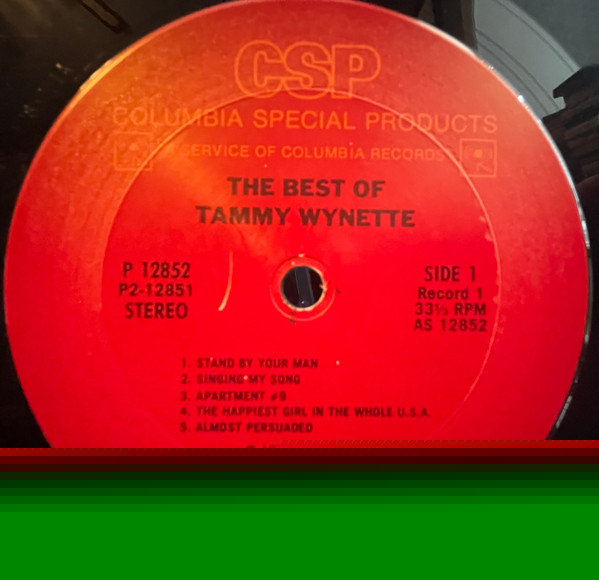 CSP
COLUMBIA SPECIAL PRODUCTS
A SERVICE OF COLUMBIA RECORDS
THE BEST OF
TAMMY WYNETTE
P 12852
P2-12851
STEREO
SIDE 1
Record 1
33⅓ RPM
AS 12852
1. STAND BY YOUR MAN
2. SINGING MY SONG
3. APARTMENT #9
4. THE HAPPIEST GIRL IN THE WHOLE U.S.A.
5. ALMOST PERSUADED